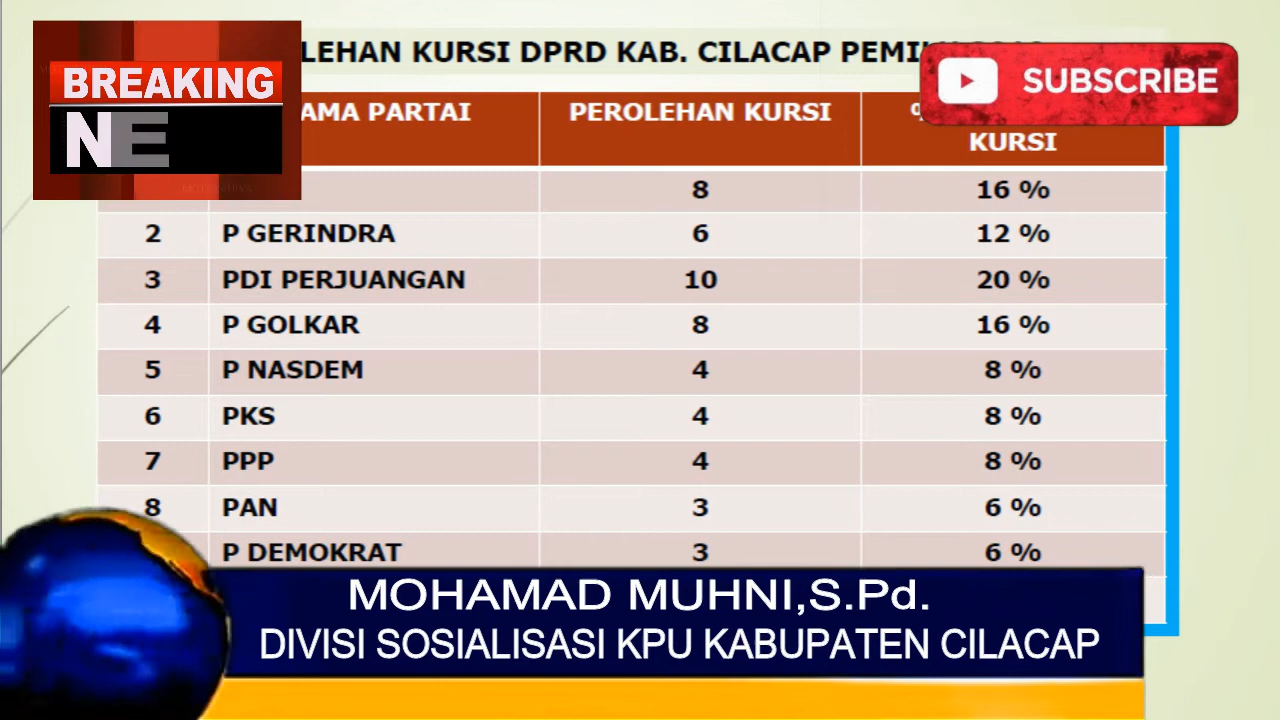 BREAKING
NE
LEHAN KURSI DPRD KAB. CILACAP
SUBSCRIBE
AMA PARTAI PEROLEHAN KURSI
KURSI
8 16 %
2 P GERINDRA 6 12 %
3 PDI PERJUANGAN 10 20 %
4 P GOLKAR 8 16 %
5 P NASDEM 4 8 %
6 PKS 4 8 %
7 PPP 4 8 %
8 PAN 3 6 %
P DEMOKRAT 3 6 %
MOHAMAD MUHNI,S.Pd.
DIVISI SOSIALISASI KPU KABUPATEN CILACAP